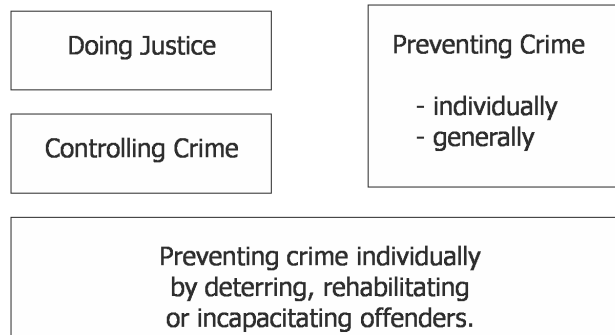 Doing Justice
Controlling Crime
Preventing Crime
- individually
- generally
Preventing crime individually
by deterring, rehabilitating
or incapacitating offenders.